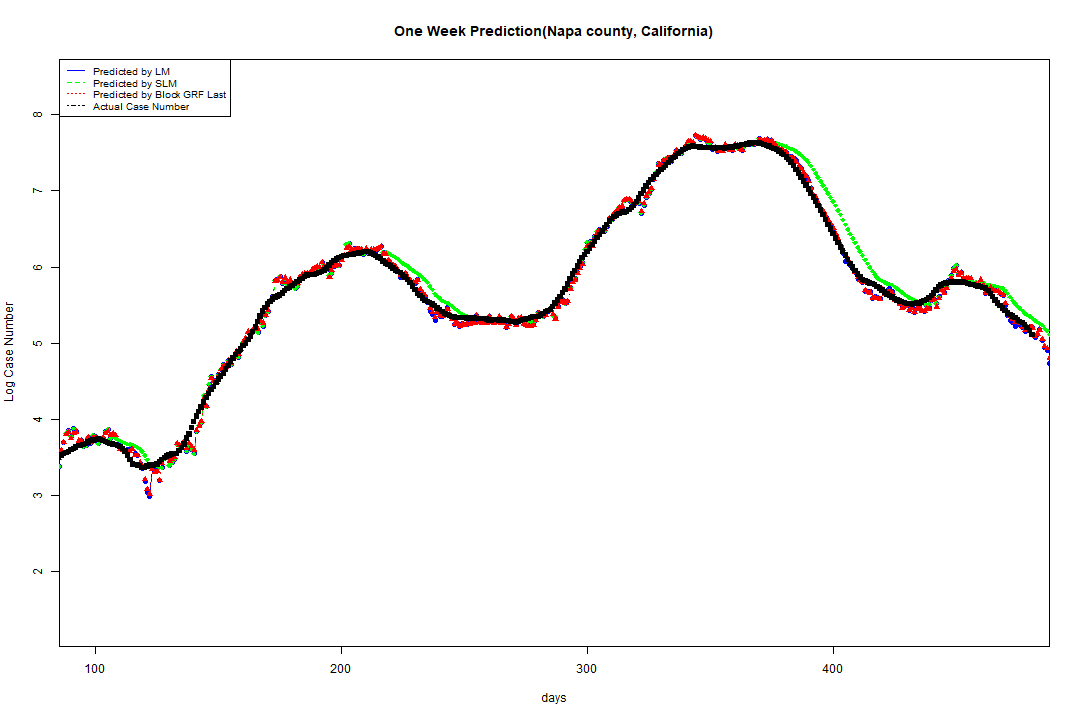 One Week Prediction(Napa county, California)
Predicted by LM
Predicted by SLM
Predicted by Block GRF Last
Actual Case Number
8
7
6
5
4
3
2
Log Case Number
100 200 300 400
days